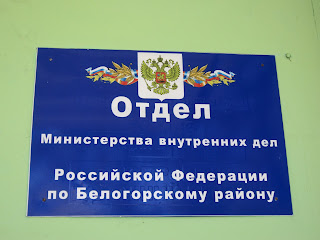 Отдел
Министерства внутренних дел
Российской Федерации
по Белогорскому району